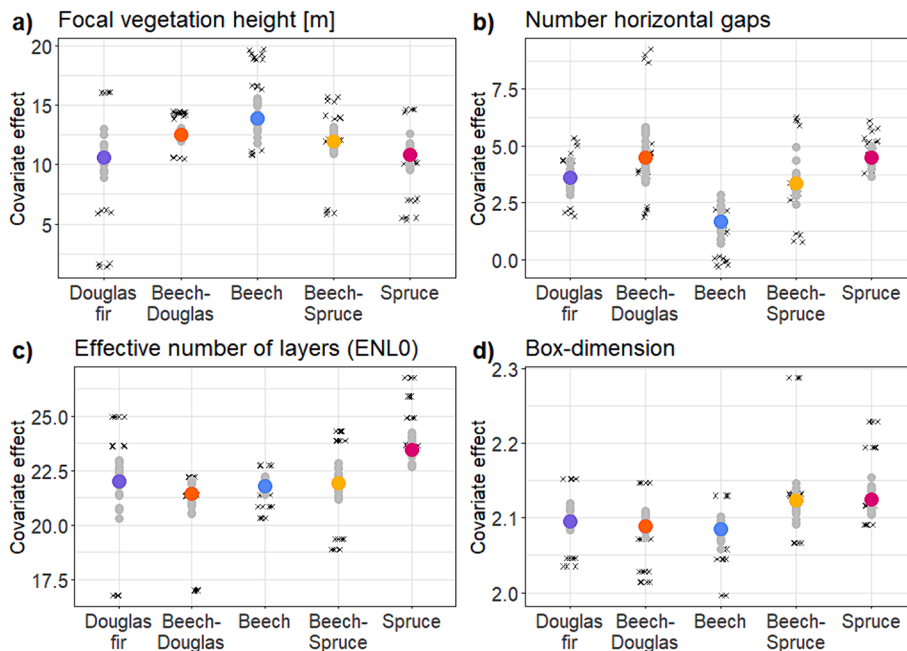 a) Focal vegetation height [m]
Covariate effect
20
15
10
5
Douglas fir
Beech-Douglas
Beech
Beech-Spruce
Spruce
b) Number horizontal gaps
Covariate effect
7.5
5.0
2.5
0.0
Douglas fir
Beech-Douglas
Beech
Beech-Spruce
Spruce
c) Effective number of layers (ENL0)
Covariate effect
25.0
22.5
20.0
17.5
Douglas fir
Beech-Douglas
Beech
Beech-Spruce
Spruce
d) Box-dimension
Covariate effect
2.3
2.2
2.1
2.0
Douglas fir
Beech-Douglas
Beech
Beech-Spruce
Spruce